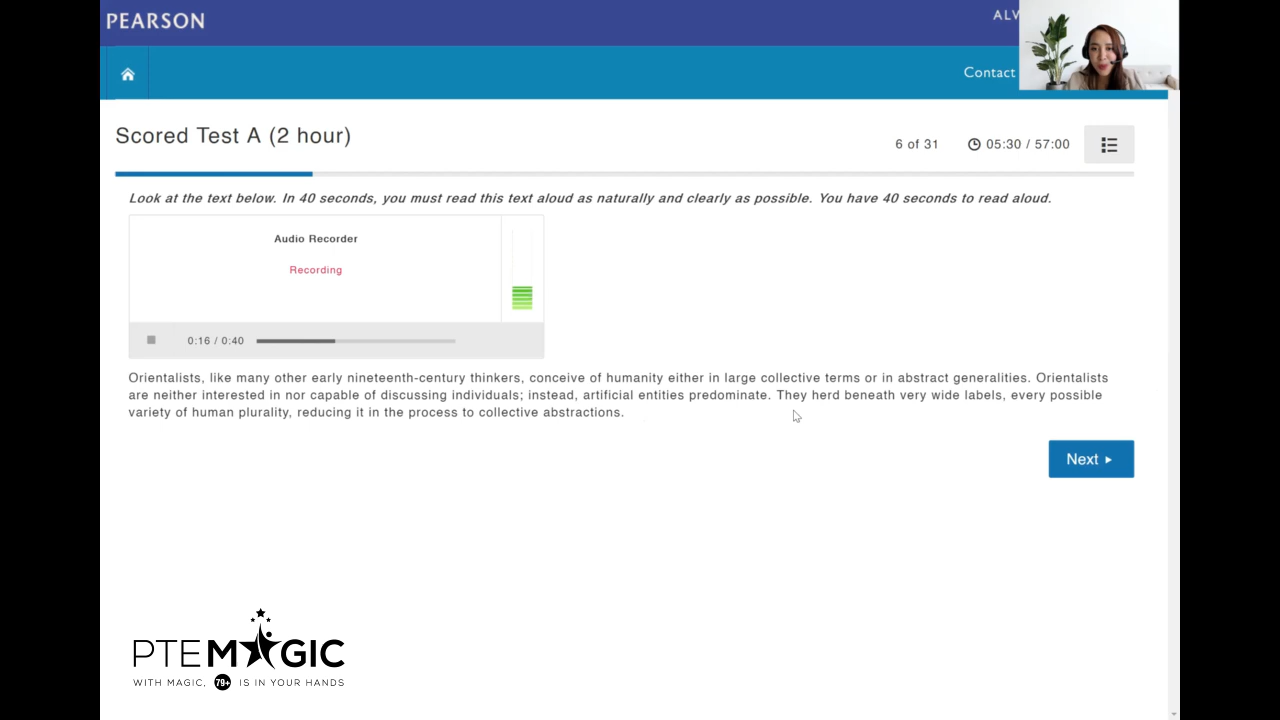 PEARSON
ALV
Contact
Scored Test A (2 hour)
6 of 31
05:30 / 57:00
Look at the text below. In 40 seconds, you must read this text aloud as naturally and clearly as possible. You have 40 seconds to read aloud.
Audio Recorder
Recording
0:16 / 0:40
Orientalists, like many other early nineteenth-century thinkers, conceive of humanity either in large collective terms or in abstract generalities. Orientalists
are neither interested in nor capable of discussing individuals; instead, artificial entities predominate. They herd beneath very wide labels, every possible
variety of human plurality, reducing it in the process to collective abstractions.
Next
PTE MAGIC
WITH MAGIC, 79+ IS IN YOUR HANDS